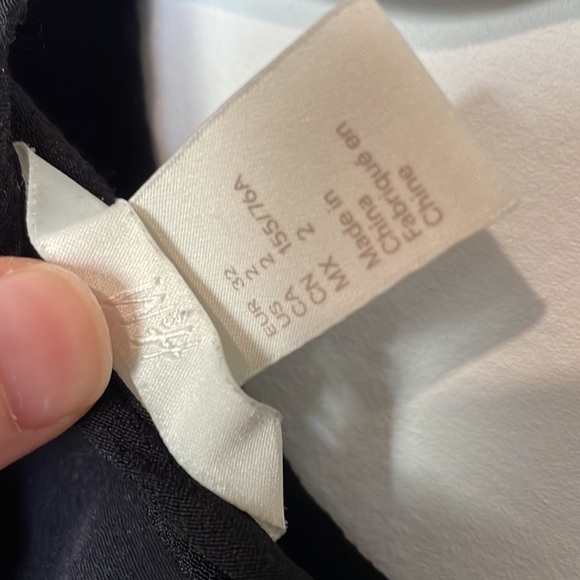 EUR 32
US 2
CA 2
CN 155/76A
MX 2
Made in
China
Fabriqué en
Chine